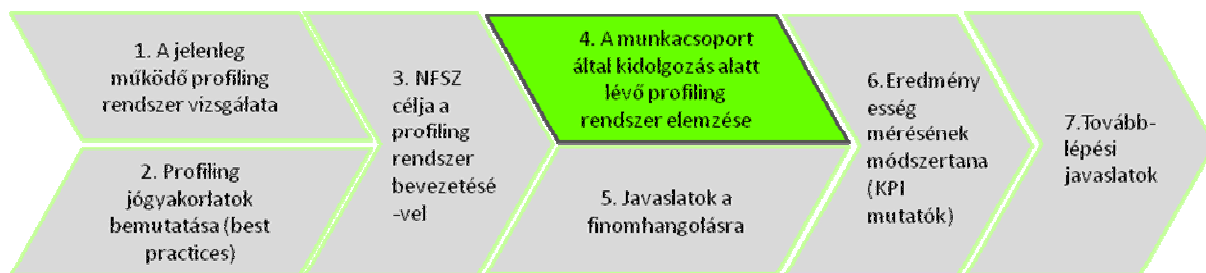 1. A jelenleg
működő profiling
rendszer vizsgálata
2. Profiling
jógyakorlatok
bemutatása (best
practices)
3. NFSZ
célja a
profiling
rendszer
bevezetésé
-vel
4. A munkacsoport
által kidolgozás alatt
lévő profiling
rendszer elemzése
5. Javaslatok a
finomhangolásra
6.Eredmény
esség
mérésének
módszertana
(KPI
mutatók)
7.Tovább-
lépési
javaslatok